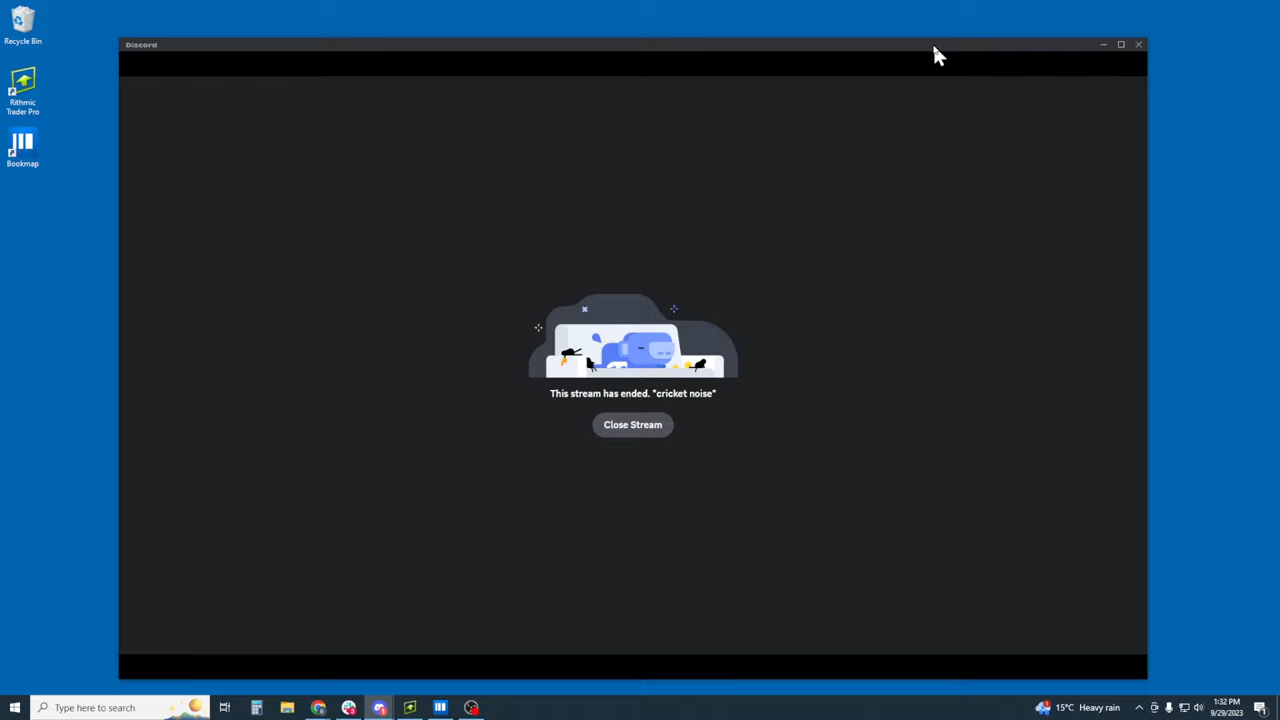 Recycle Bin
Rithmic
Trader Pro
Bookmap
Discord
This stream has ended. *cricket noise*
Close Stream
Type here to search
15°C Heavy rain
1:32 PM
9/29/2023